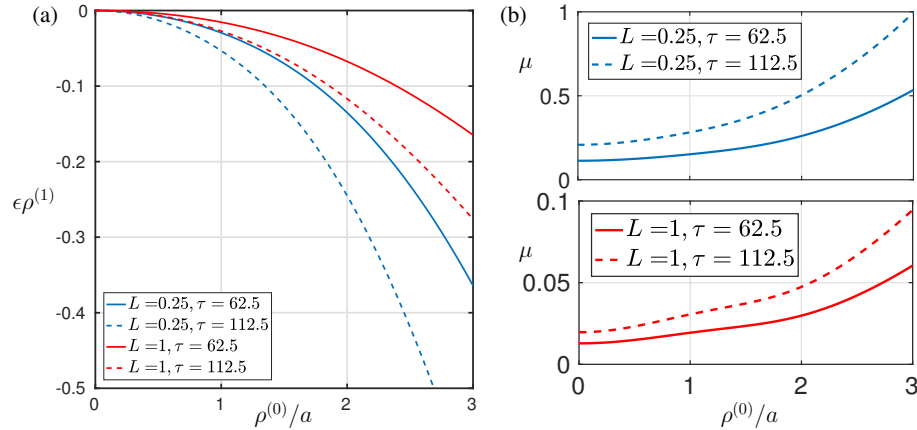 (a)
0
-0.1
-0.2
-0.3
-0.4
-0.5
ϵρ^(1)
L =0.25, τ = 62.5
L =0.25, τ = 112.5
L =1, τ = 62.5
L =1, τ = 112.5
0 1 2 3
ρ^(0)/a
(b)
1
0.5
0
μ
L =0.25, τ = 62.5
L =0.25, τ = 112.5
0.1
0.05
0
μ
L =1, τ = 62.5
L =1, τ = 112.5
0 1 2 3
ρ^(0)/a